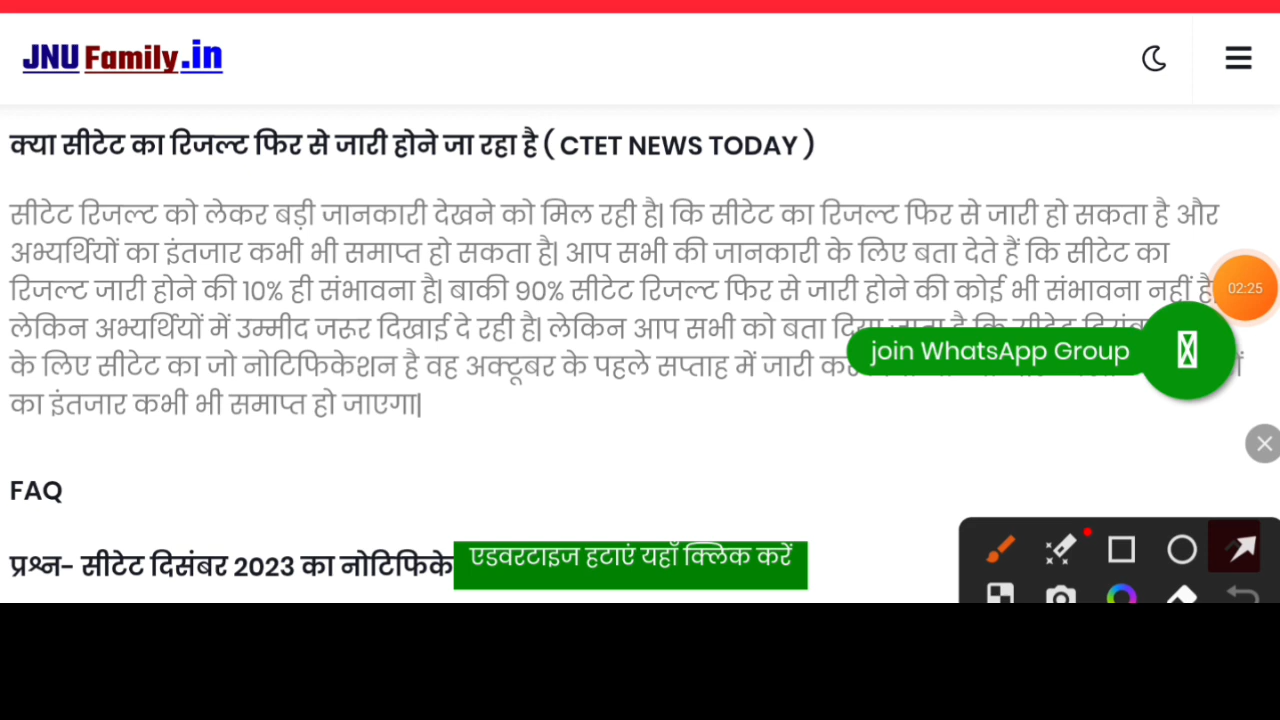 JNU Family.in
क्या सीटेट का रिजल्ट फिर से जारी होने जा रहा है ( CTET NEWS TODAY )
सीटेट रिजल्ट को लेकर बड़ी जानकारी देखने को मिल रही है| कि सीटेट का रिजल्ट फिर से जारी हो सकता है और
अभ्यर्थियों का इंतजार कभी भी समाप्त हो सकता है| आप सभी की जानकारी के लिए बता देते हैं कि सीटेट का
रिजल्ट जारी होने की 10% ही संभावना है| बाकी 90% सीटेट रिजल्ट फिर से जारी होने की कोई भी संभावना नहीं है|
02:25
लेकिन अभ्यर्थियों में उम्मीद जरूर दिखाई दे रही है| लेकिन आप सभी को बता दिया जाता है कि सीटेट
join WhatsApp Group
के लिए सीटेट का जो नोटिफिकेशन है वह अक्टूबर के पहले सप्ताह में जारी
का इंतजार कभी भी समाप्त हो जाएगा|
FAQ
प्रश्न- सीटेट दिसंबर 2023 का नोटिफिके
एडवरटाइज हटाएं यहाँ क्लिक करें